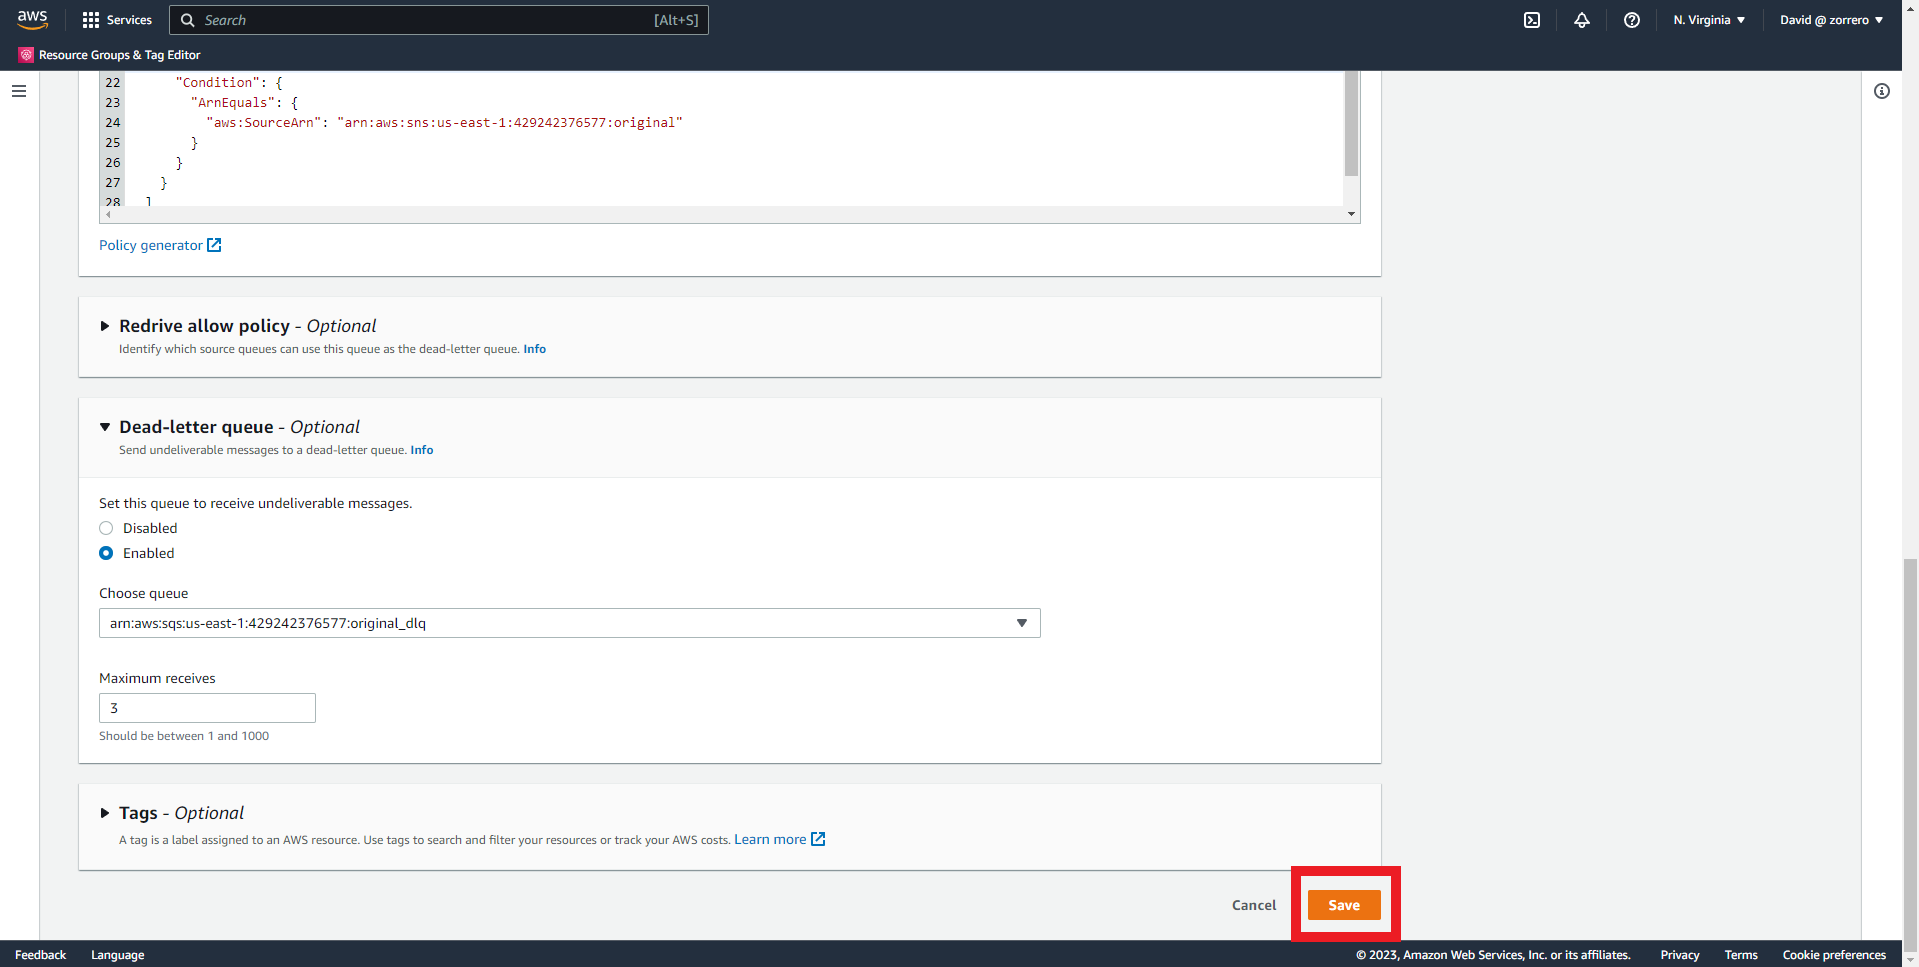 aws Services Search [Alt+S] N. Virginia David @ zorrero
Resource Groups & Tag Editor
22 "Condition": {
23 "ArnEquals": {
24 "aws:SourceArn": "arn:aws:sns:us-east-1:429242376577:original"
25 }
26 }
27 }
28 ]
Policy generator
Redrive allow policy - Optional
Identify which source queues can use this queue as the dead-letter queue. Info
Dead-letter queue - Optional
Send undeliverable messages to a dead-letter queue. Info
Set this queue to receive undeliverable messages.
Disabled
Enabled
Choose queue
arn:aws:sqs:us-east-1:429242376577:original_dlq
Maximum receives
3
Should be between 1 and 1000
Tags - Optional
A tag is a label assigned to an AWS resource. Use tags to search and filter your resources or track your AWS costs. Learn more
Cancel Save
Feedback Language © 2023, Amazon Web Services, Inc. or its affiliates. Privacy Terms Cookie preferences